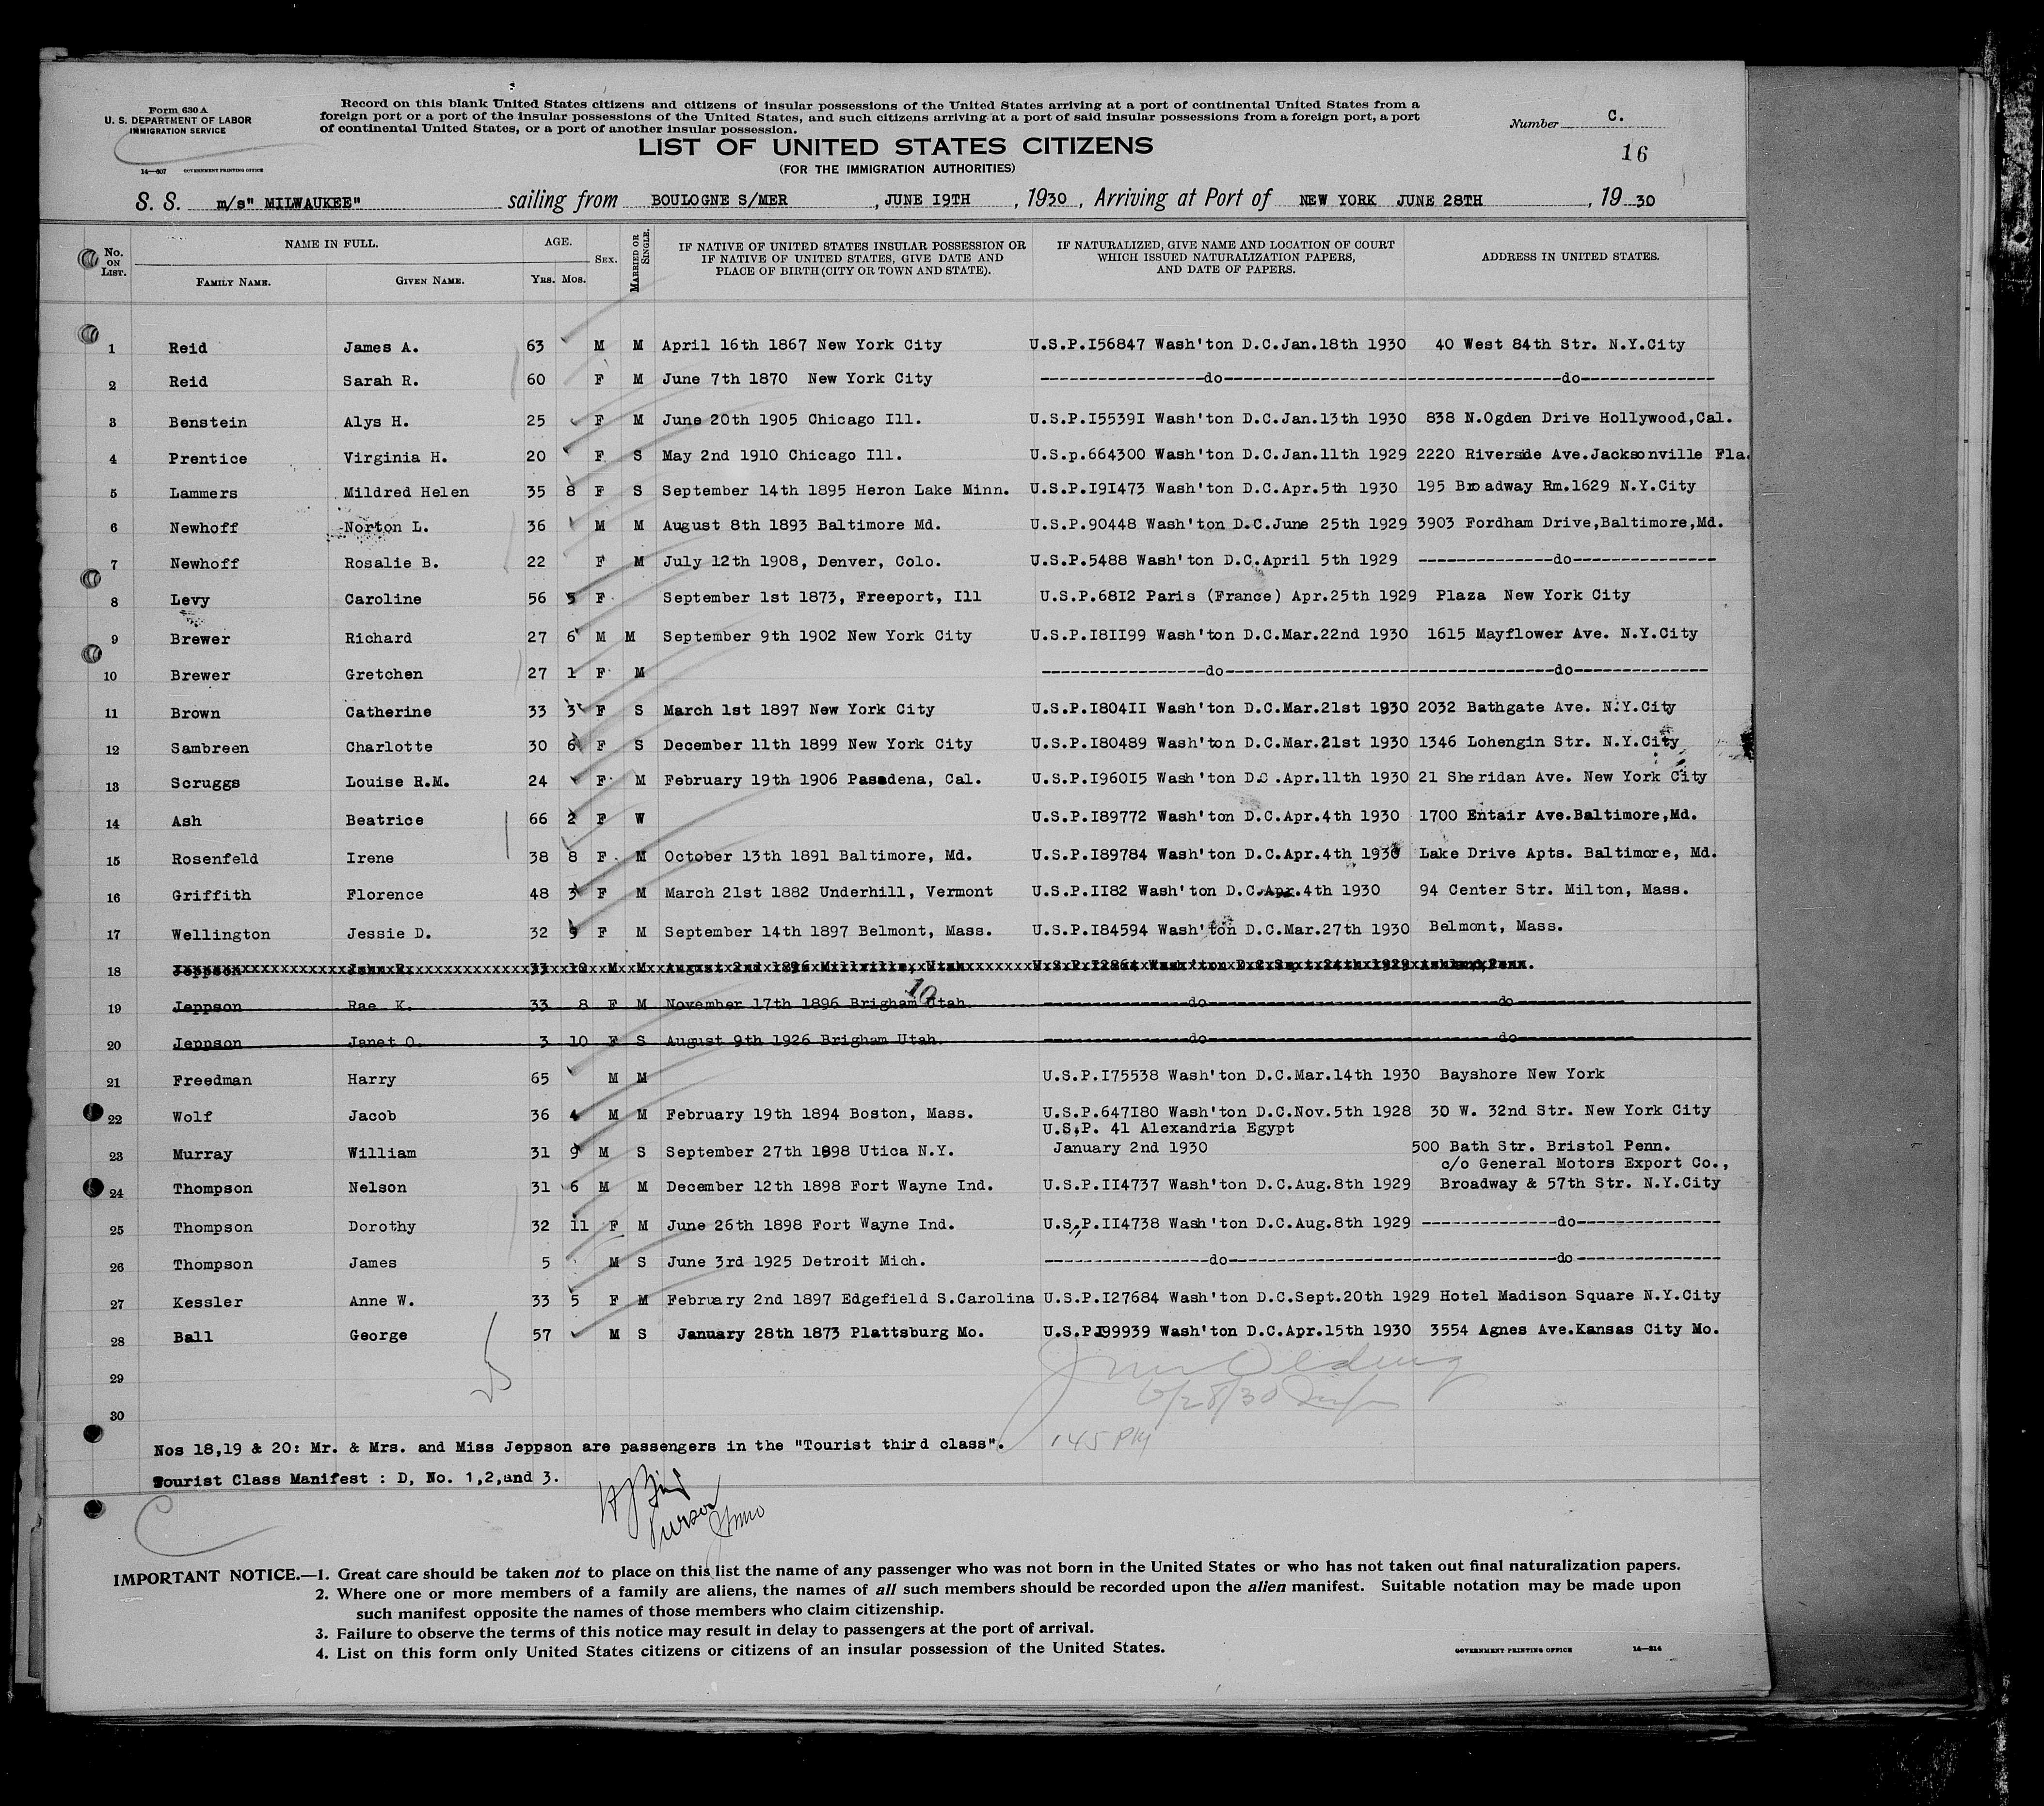 Form 630 A
U. S. DEPARTMENT OF LABOR
IMMIGRATION SERVICE
14—607 GOVERNMENT PRINTING OFFICE
Record on this blank United States citizens and citizens of insular possessions of the United States arriving at a port of continental United States from a
foreign port or a port of the insular possessions of the United States, and such citizens arriving at a port of said insular possessions from a foreign port, a port
of continental United States, or a port of another insular possession.
Number C.
16
LIST OF UNITED STATES CITIZENS
(FOR THE IMMIGRATION AUTHORITIES)
S. S. m/s" MILWAUKEE" sailing from BOULOGNE S/MER , JUNE I9TH , 1930 , Arriving at Port of NEW YORK JUNE 28TH , 19 30
No. ON LIST. NAME IN FULL. FAMILY NAME. GIVEN NAME. AGE. YRS. MOS. SEX. MARRIED OR SINGLE. IF NATIVE OF UNITED STATES INSULAR POSSESSION OR IF NATIVE OF UNITED STATES, GIVE DATE AND PLACE OF BIRTH (CITY OR TOWN AND STATE). IF NATURALIZED, GIVE NAME AND LOCATION OF COURT WHICH ISSUED NATURALIZATION PAPERS, AND DATE OF PAPERS. ADDRESS IN UNITED STATES.
1 Reid James A. 63 M M April 16th 1867 New York City U.S.P.I56847 Wash'ton D.C.Jan.18th 1930 40 West 84th Str. N.Y.City
2 Reid Sarah R. 60 F M June 7th 1870 New York City -----do----- -----do-----
3 Benstein Alys H. 25 F M June 20th 1905 Chicago Ill. U.S.P.I5539I Wash'ton D.C.Jan.13th 1930 838 N.Ogden Drive Hollywood,Cal.
4 Prentice Virginia H. 20 F S May 2nd 1910 Chicago Ill. U.S.p.664300 Wash'ton D.C.Jan.11th 1929 2220 Riverside Ave.Jacksonville Fla.
5 Lammers Mildred Helen 35 8 F S September 14th 1895 Heron Lake Minn. U.S.P.I9I473 Wash'ton D.C.Apr.5th 1930 195 Broadway Rm.1629 N.Y.City
6 Newhoff Norton L. 36 M M August 8th 1893 Baltimore Md. U.S.P.90448 Wash'ton D.C.June 25th 1929 3903 Fordham Drive,Baltimore,Md.
7 Newhoff Rosalie B. 22 F M July 12th 1908, Denver, Colo. U.S.P.5488 Wash'ton D.C.April 5th 1929 -----do-----
8 Levy Caroline 56 9 F September 1st 1873, Freeport, Ill U.S.P.68I2 Paris (France) Apr.25th 1929 Plaza New York City
9 Brewer Richard 27 6 M M September 9th 1902 New York City U.S.P.I8II99 Wash'ton D.C.Mar.22nd 1930 1615 Mayflower Ave. N.Y.City
10 Brewer Gretchen 27 1 F M -----do----- -----do-----
11 Brown Catherine 33 3 F S March 1st 1897 New York City U.S.P.I804II Wash'ton D.C.Mar.21st 1930 2032 Bathgate Ave. N.Y.City
12 Sambreen Charlotte 30 6 F S December 11th 1899 New York City U.S.P.I80489 Wash'ton D.C.Mar.21st 1930 1346 Lohengin Str. N.Y.City
13 Scruggs Louise R.M. 24 F M February 19th 1906 Pasadena, Cal. U.S.P.I960I5 Wash'ton D.C.Apr.11th 1930 21 Sheridan Ave. New York City
14 Ash Beatrice 66 2 F W U.S.P.I89772 Wash'ton D.C.Apr.4th 1930 1700 Entair Ave.Baltimore,Md.
15 Rosenfeld Irene 38 8 F M October 13th 1891 Baltimore, Md. U.S.P.I89784 Wash'ton D.C.Apr.4th 1930 Lake Drive Apts. Baltimore, Md.
16 Griffith Florence 48 3 F M March 21st 1882 Underhill, Vermont U.S.P.II82 Wash'ton D.C.Apr.4th 1930 94 Center Str. Milton, Mass.
17 Wellington Jessie D. 32 9 F M September 14th 1897 Belmont, Mass. U.S.P.I84594 Wash'ton D.C.Mar.27th 1930 Belmont, Mass.
18 Jeppson John R. 33 10 M M August 2nd 1896 Millville, Utah U.S.P.I2864 Wash'ton D.C.Sept.24th 1929 Ashland,Penn.
10
19 Jeppson Rae K. 33 8 F M November 17th 1896 Brigham Utah -----do----- -----do-----
20 Jeppson Janet O. 3 10 F S August 9th 1926 Brigham Utah. -----do----- -----do-----
21 Freedman Harry 65 M M U.S.P.I75538 Wash'ton D.C.Mar.14th 1930 Bayshore New York
22 Wolf Jacob 36 4 M M February 19th 1894 Boston, Mass. U.S.P.647I80 Wash'ton D.C.Nov.5th 1928 30 W. 32nd Str. New York City
U.S.P. 41 Alexandria Egypt
23 Murray William 31 9 M S September 27th 1898 Utica N.Y. January 2nd 1930 500 Bath Str. Bristol Penn.
c/o General Motors Export Co.,
24 Thompson Nelson 31 6 M M December 12th 1898 Fort Wayne Ind. U.S.P.II4737 Wash'ton D.C.Aug.8th 1929 Broadway & 57th Str. N.Y.City
25 Thompson Dorothy 32 11 F M June 26th 1898 Fort Wayne Ind. U.S.P.II4738 Wash'ton D.C.Aug.8th 1929 -----do-----
26 Thompson James 5 M S June 3rd 1925 Detroit Mich. -----do----- -----do-----
27 Kessler Anne W. 33 5 F M February 2nd 1897 Edgefield S.Carolina U.S.P.I27684 Wash'ton D.C.Sept.20th 1929 Hotel Madison Square N.Y.City
28 Ball George 57 M S January 28th 1873 Plattsburg Mo. U.S.P.I99939 Wash'ton D.C.Apr.15th 1930 3554 Agnes Ave.Kansas City Mo.
29
6/28/30
30
145 PM
Nos 18,19 & 20: Mr. & Mrs. and Miss Jeppson are passengers in the "Tourist third class".
Tourist Class Manifest : D, No. 1,2,and 3.
C
Purser
IMPORTANT NOTICE.—1. Great care should be taken not to place on this list the name of any passenger who was not born in the United States or who has not taken out final naturalization papers.
2. Where one or more members of a family are aliens, the names of all such members should be recorded upon the alien manifest. Suitable notation may be made upon
such manifest opposite the names of those members who claim citizenship.
3. Failure to observe the terms of this notice may result in delay to passengers at the port of arrival.
4. List on this form only United States citizens or citizens of an insular possession of the United States.
GOVERNMENT PRINTING OFFICE 14—214